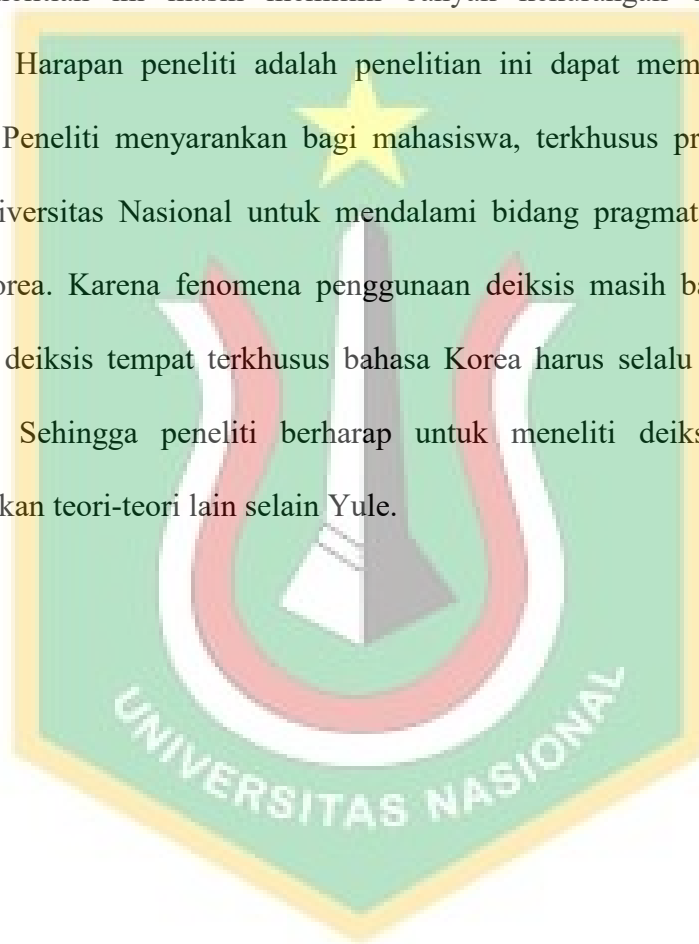 ini masih
Harapan peneliti adalah penelitian ini dapat mem
Peneliti menyarankan bagi mahasiswa, terkhusus pr
iversitas Nasional untuk mendalami bidang pragmat
orea. Karena fenomena penggunaan deiksis masih ba
deiksis tempat terkhusus bahasa Korea harus selalu
Sehingga peneliti berharap untuk meneliti deiks
kan teori-teori lain selain Yule.
UNIVERSITAS NASIONAL